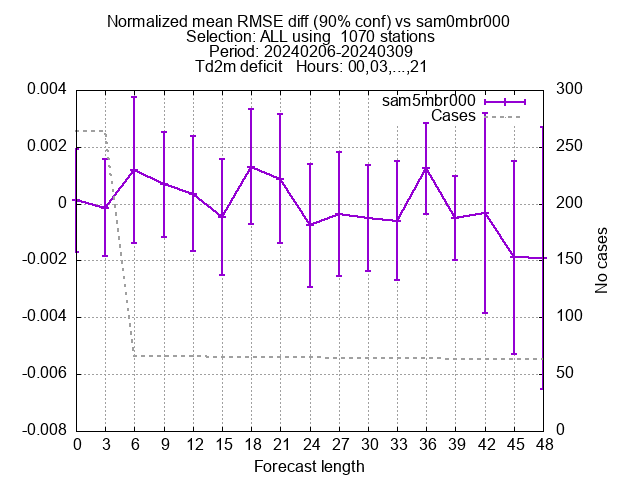 Normalized mean RMSE diff (90% conf) vs sam0mbr000
Selection: ALL using  1070 stations
Period: 20240206-20240309
Td2m deficit   Hours: 00,03,...,21
sam5mbr000
Cases
0.004
0.002
0
-0.002
-0.004
-0.006
-0.008
300
250
200
150
100
50
0
No cases
0 3 6 9 12 15 18 21 24 27 30 33 36 39 42 45 48
Forecast length